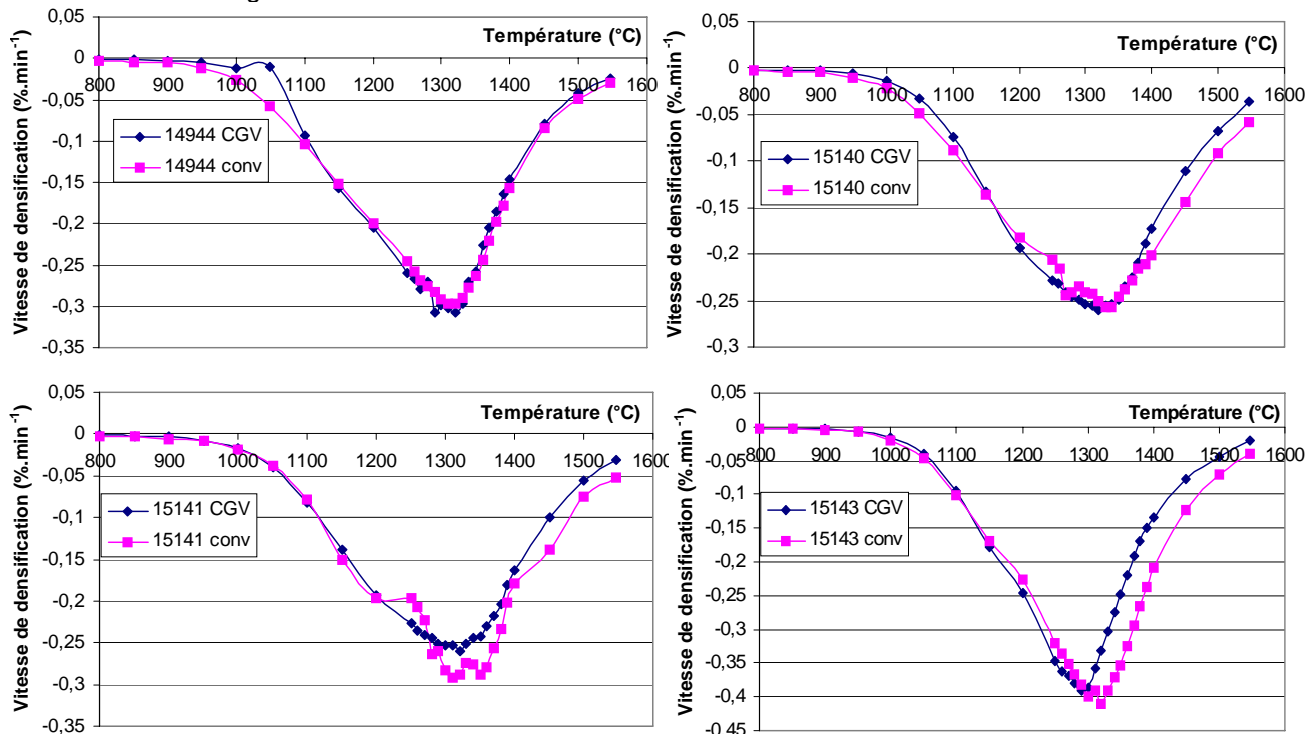 Température (°C)
Vitesse de densification (%.min-1)
0,05
0
-0,05
-0,1
-0,15
-0,2
-0,25
-0,3
-0,35
800 900 1000 1100 1200 1300 1400 1500 1600
14944 CGV
14944 conv
Température (°C)
Vitesse de densification (%.min-1)
0,05
0
-0,05
-0,1
-0,15
-0,2
-0,25
-0,3
800 900 1000 1100 1200 1300 1400 1500 1600
15140 CGV
15140 conv
Température (°C)
Vitesse de densification (%.min-1)
0,05
0
-0,05
-0,1
-0,15
-0,2
-0,25
-0,3
-0,35
800 900 1000 1100 1200 1300 1400 1500 1600
15141 CGV
15141 conv
Température (°C)
Vitesse de densification (%.min-1)
0,05
0
-0,05
-0,1
-0,15
-0,2
-0,25
-0,3
-0,35
-0,4
-0,45
800 900 1000 1100 1200 1300 1400 1500 1600
15143 CGV
15143 conv